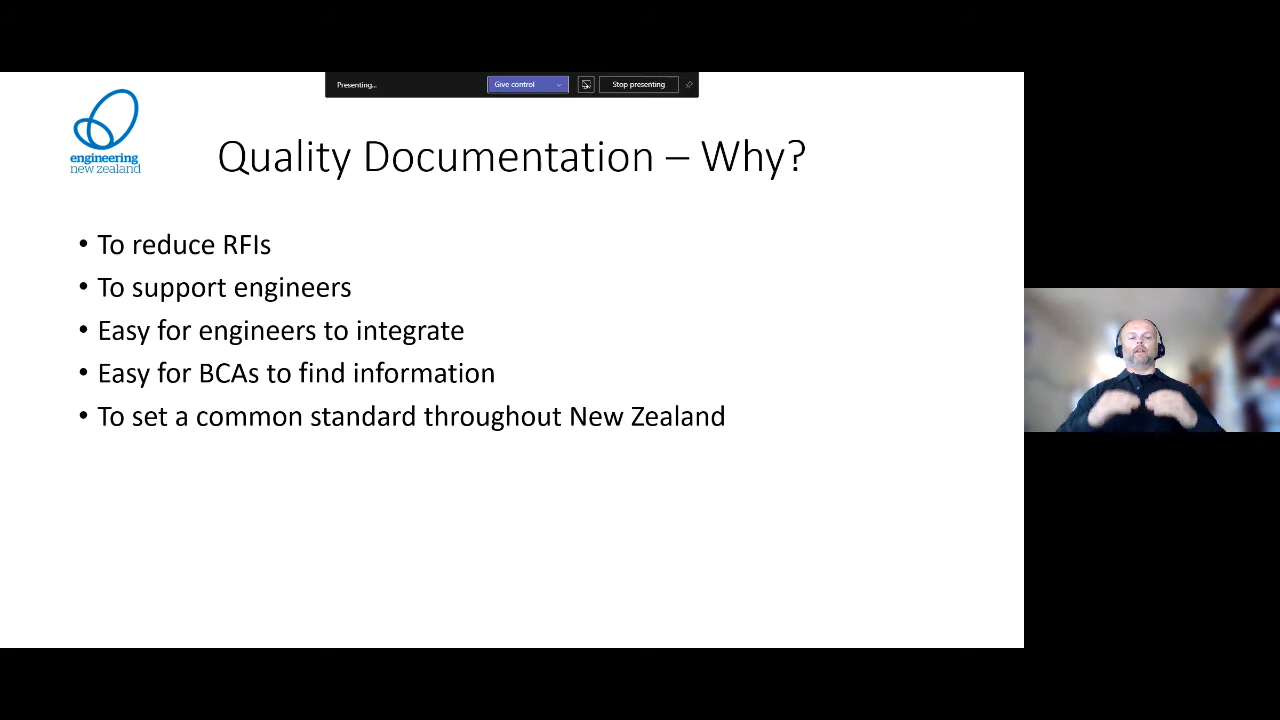 Presenting...
Give control
Stop presenting
engineering
new zealand
Quality Documentation – Why?
• To reduce RFIs
• To support engineers
• Easy for engineers to integrate
• Easy for BCAs to find information
• To set a common standard throughout New Zealand